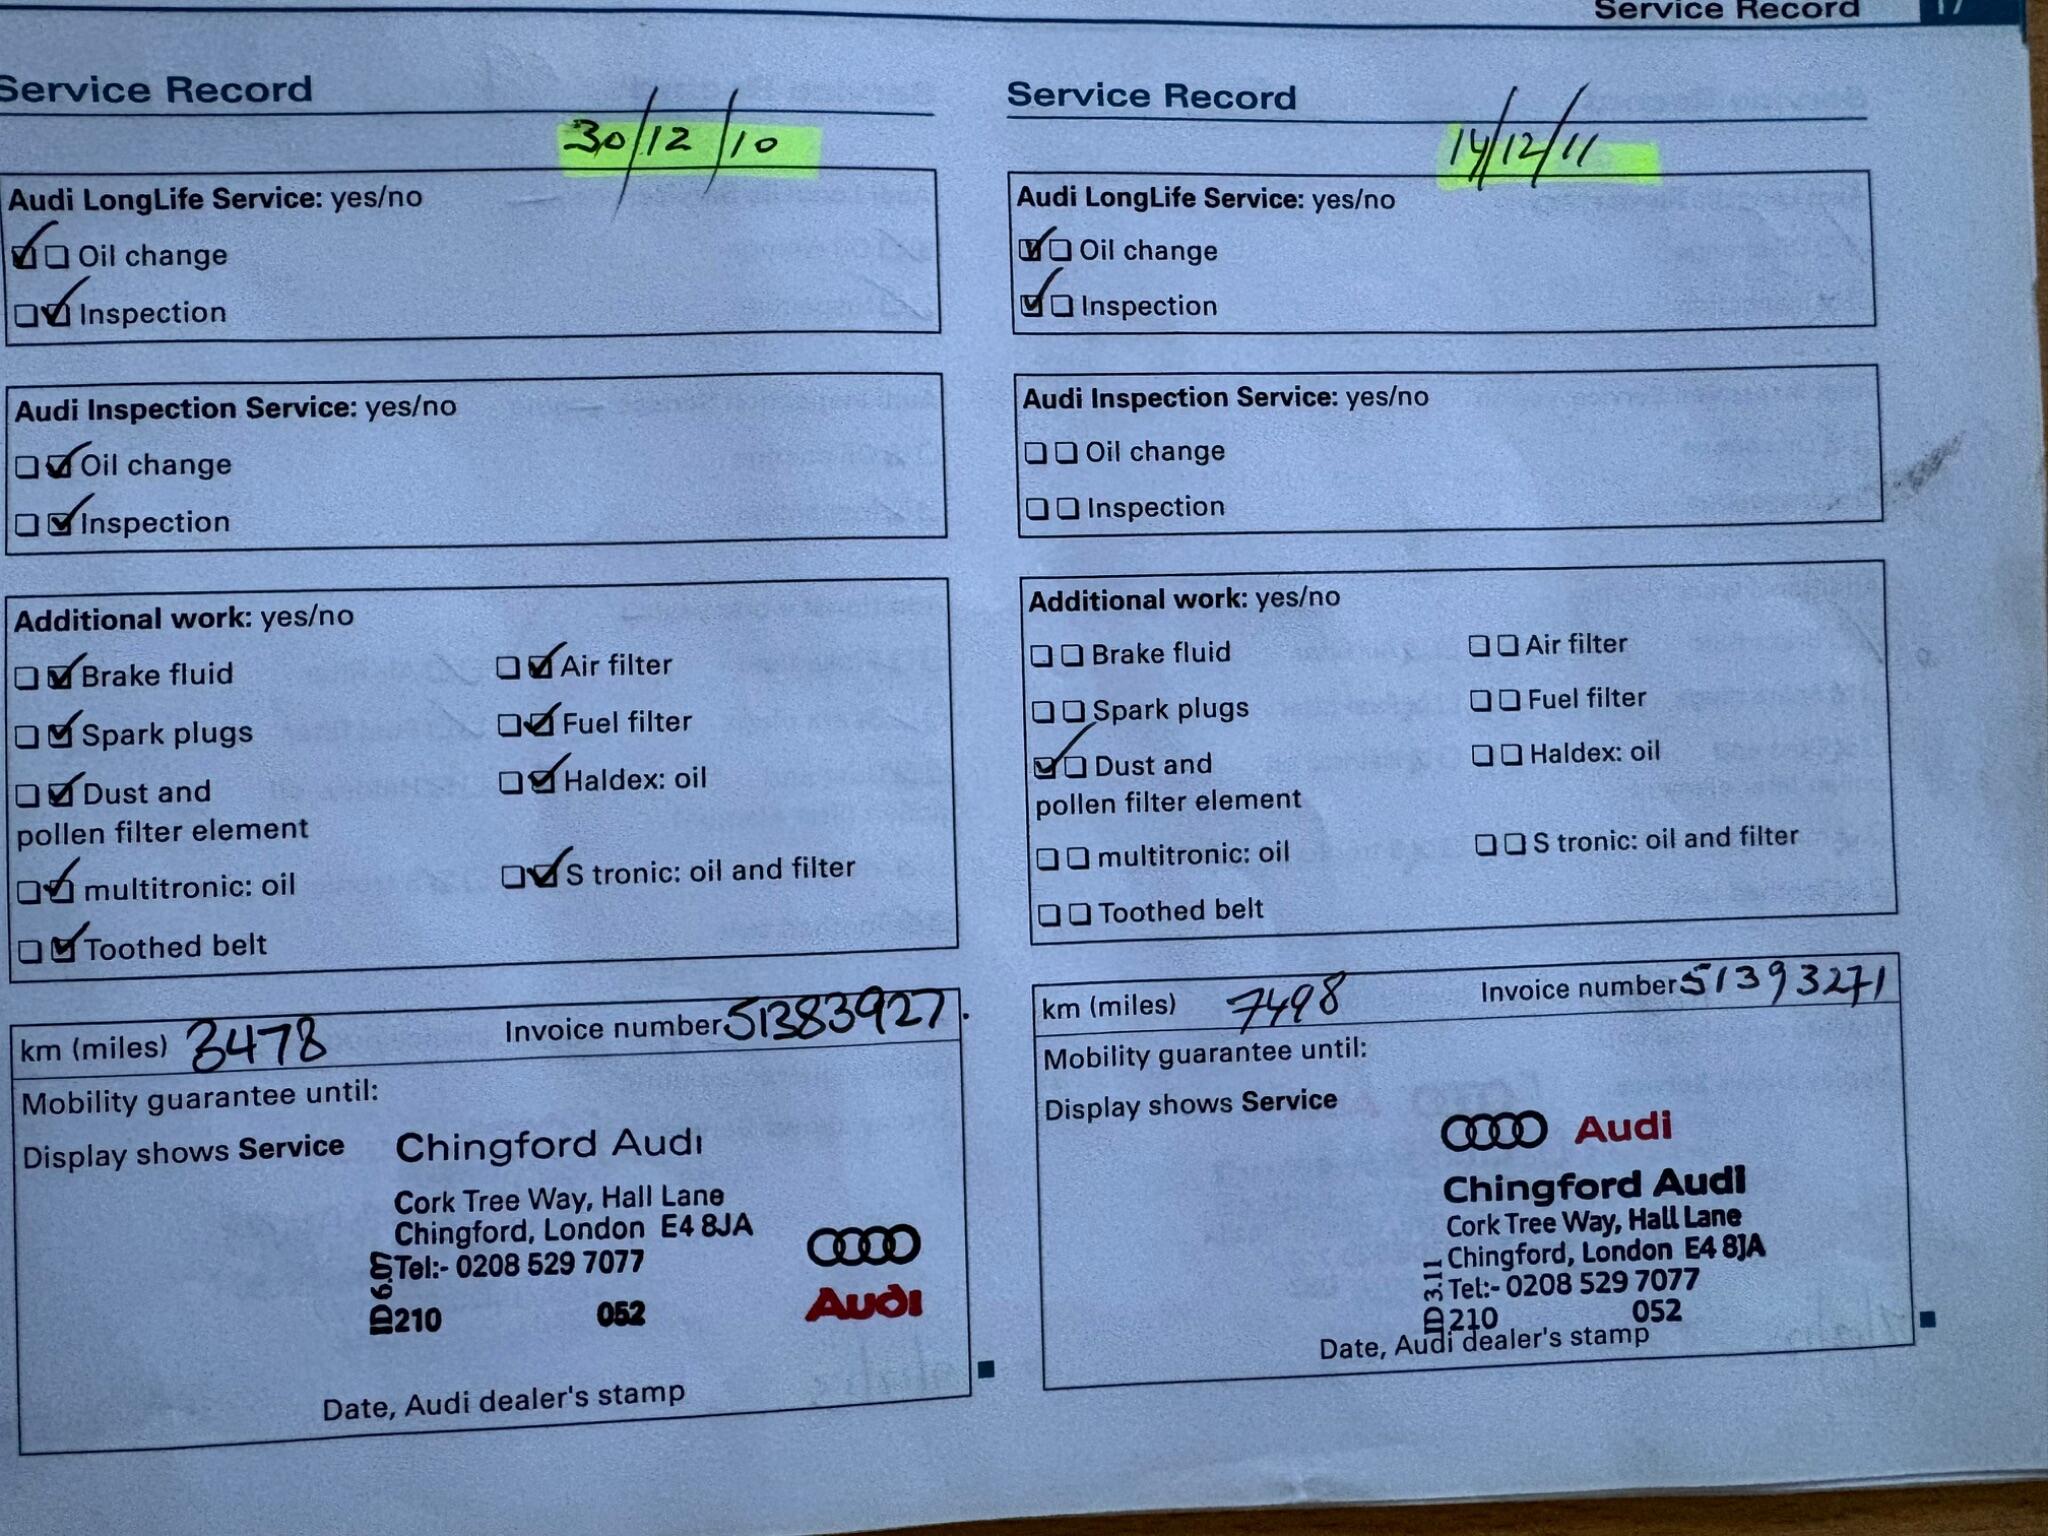 Service Record 17
Service Record
30/12/10
Audi LongLife Service: yes/no
Oil change
Inspection
Audi Inspection Service: yes/no
Oil change
Inspection
Additional work: yes/no
Brake fluid
Air filter
Spark plugs
Fuel filter
Dust and
pollen filter element
Haldex: oil
multitronic: oil
S tronic: oil and filter
Toothed belt
km (miles) 3478 Invoice number 51383927.
Mobility guarantee until:
Display shows Service
Chingford Audi
Cork Tree Way, Hall Lane
Chingford, London E4 8JA
Tel:- 0208 529 7077
210 052
ID 6.07
Audi
Date, Audi dealer's stamp
Service Record
14/12/11
Audi LongLife Service: yes/no
Oil change
Inspection
Audi Inspection Service: yes/no
Oil change
Inspection
Additional work: yes/no
Brake fluid
Air filter
Spark plugs
Fuel filter
Dust and
pollen filter element
Haldex: oil
multitronic: oil
S tronic: oil and filter
Toothed belt
km (miles) 7498 Invoice number 51393271
Mobility guarantee until:
Display shows Service
Audi
Chingford Audi
Cork Tree Way, Hall Lane
Chingford, London E4 8JA
Tel:- 0208 529 7077
210 052
ID 3.11
Date, Audi dealer's stamp